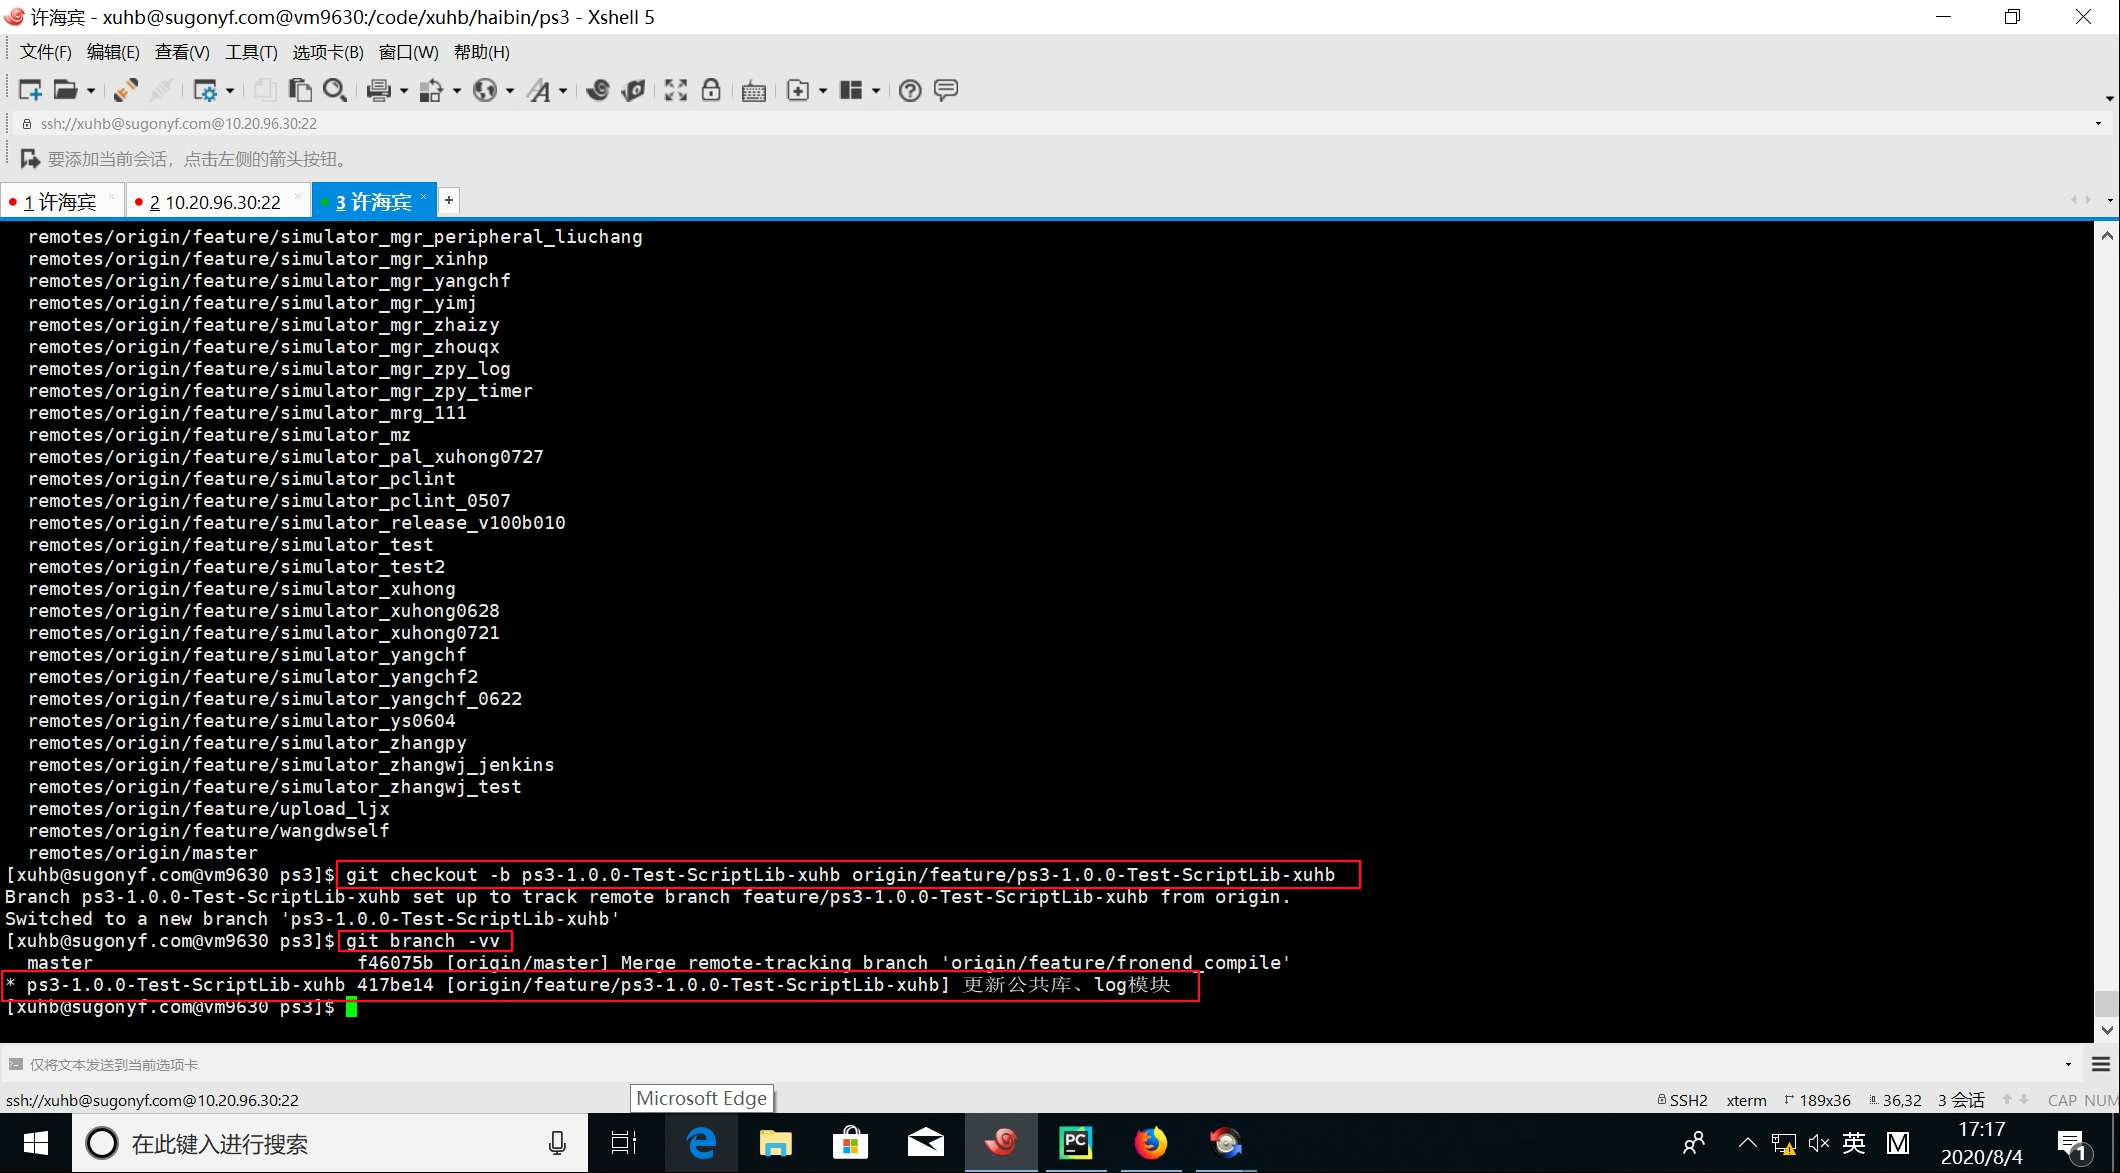 许海宾 - xuhb@sugonyf.com@vm9630:/code/xuhb/haibin/ps3 - Xshell 5
文件(F) 编辑(E) 查看(V) 工具(T) 选项卡(B) 窗口(W) 帮助(H)
ssh://xuhb@sugonyf.com@10.20.96.30:22
要添加当前会话，点击左侧的箭头按钮。
1 许海宾 2 10.20.96.30:22 3 许海宾 +
remotes/origin/feature/simulator_mgr_peripheral_liuchang
remotes/origin/feature/simulator_mgr_xinhp
remotes/origin/feature/simulator_mgr_yangchf
remotes/origin/feature/simulator_mgr_yimj
remotes/origin/feature/simulator_mgr_zhaizy
remotes/origin/feature/simulator_mgr_zhouqx
remotes/origin/feature/simulator_mgr_zpy_log
remotes/origin/feature/simulator_mgr_zpy_timer
remotes/origin/feature/simulator_mrg_111
remotes/origin/feature/simulator_mz
remotes/origin/feature/simulator_pal_xuhong0727
remotes/origin/feature/simulator_pclint
remotes/origin/feature/simulator_pclint_0507
remotes/origin/feature/simulator_release_v100b010
remotes/origin/feature/simulator_test
remotes/origin/feature/simulator_test2
remotes/origin/feature/simulator_xuhong
remotes/origin/feature/simulator_xuhong0628
remotes/origin/feature/simulator_xuhong0721
remotes/origin/feature/simulator_yangchf
remotes/origin/feature/simulator_yangchf2
remotes/origin/feature/simulator_yangchf_0622
remotes/origin/feature/simulator_ys0604
remotes/origin/feature/simulator_zhangpy
remotes/origin/feature/simulator_zhangwj_jenkins
remotes/origin/feature/simulator_zhangwj_test
remotes/origin/feature/upload_ljx
remotes/origin/feature/wangdwself
remotes/origin/master
[xuhb@sugonyf.com@vm9630 ps3]$ git checkout -b ps3-1.0.0-Test-ScriptLib-xuhb origin/feature/ps3-1.0.0-Test-ScriptLib-xuhb
Branch ps3-1.0.0-Test-ScriptLib-xuhb set up to track remote branch feature/ps3-1.0.0-Test-ScriptLib-xuhb from origin.
Switched to a new branch 'ps3-1.0.0-Test-ScriptLib-xuhb'
[xuhb@sugonyf.com@vm9630 ps3]$ git branch -vv
master f46075b [origin/master] Merge remote-tracking branch 'origin/feature/fronend_compile'
* ps3-1.0.0-Test-ScriptLib-xuhb 417be14 [origin/feature/ps3-1.0.0-Test-ScriptLib-xuhb] 更新公共库、log模块
[xuhb@sugonyf.com@vm9630 ps3]$
仅将文本发送到当前选项卡
ssh://xuhb@sugonyf.com@10.20.96.30:22 Microsoft Edge SSH2 xterm 189x36 36,32 3 会话 CAP NUM
在此键入进行搜索 PC 英 M 17:17 1
2020/8/4